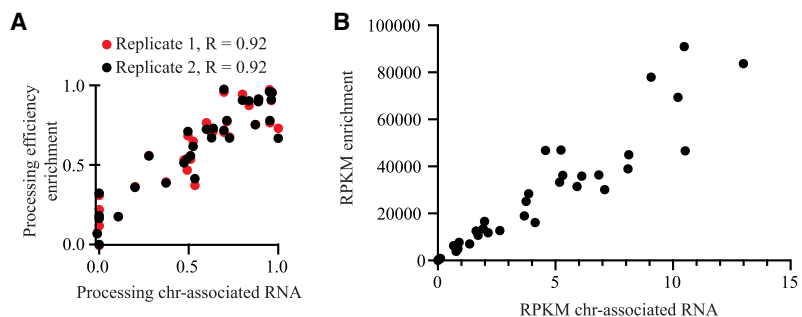 A
Replicate 1, R = 0.92
Replicate 2, R = 0.92
Processing efficiency
enrichment
1.0
0.5
0.0
0.0 0.5 1.0
Processing chr-associated RNA
B
RPKM enrichment
100000
80000
60000
40000
20000
0
0 5 10 15
RPKM chr-associated RNA